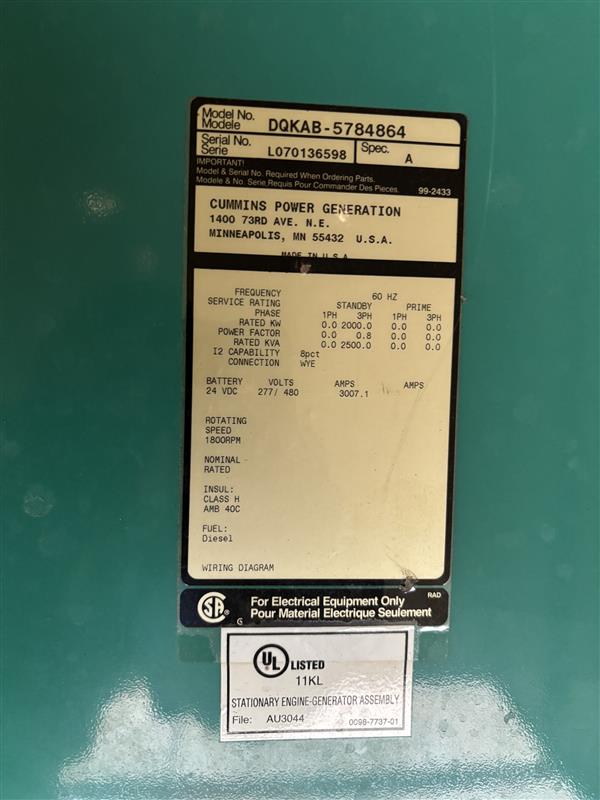 Model No.
Modele
DQKAB-5784864
Serial No.
Serie
L070136598
Spec.
A
IMPORTANT!
Model & Serial No. Required When Ordering Parts.
Modele & No. Serie Requis Pour Commander Des Pieces.
99-2433
CUMMINS POWER GENERATION
1400 73RD AVE. N.E.
MINNEAPOLIS, MN 55432 U.S.A.
MADE IN U.S.A.
FREQUENCY 60 HZ
SERVICE RATING STANDBY PRIME
PHASE 1PH 3PH 1PH 3PH
RATED KW 0.0 2000.0 0.0 0.0
POWER FACTOR 0.0 0.8 0.0 0.0
RATED KVA 0.0 2500.0 0.0 0.0
I2 CAPABILITY 8pct
CONNECTION WYE
BATTERY VOLTS AMPS AMPS
24 VDC 277/ 480 3007.1
ROTATING
SPEED
1800RPM
NOMINAL
RATED
INSUL:
CLASS H
AMB 40C
FUEL:
Diesel
WIRING DIAGRAM
SA®
G
For Electrical Equipment Only
Pour Material Electrique Seulement
RAD
UL® LISTED
11KL
STATIONARY ENGINE-GENERATOR ASSEMBLY
File: AU3044 0098-7737-01